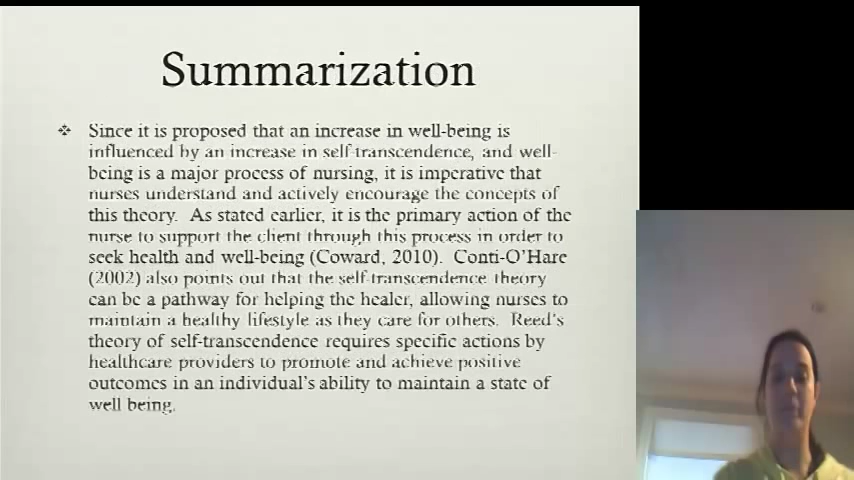 Summarization
Since it is proposed that an increase in well-being is
influenced by an increase in self-transcendence, and well-
being is a major process of nursing, it is imperative that
nurses understand and actively encourage the concepts of
this theory.  As stated earlier, it is the primary action of the
nurse to support the client through this process in order to
seek health and well-being (Coward, 2010).  Conti-O'Hare
(2002) also points out that the self-transcendence theory
can be a pathway for helping the healer, allowing nurses to
maintain a healthy lifestyle as they care for others.  Reed's
theory of self-transcendence requires specific actions by
healthcare providers to promote and achieve positive
outcomes in an individual's ability to maintain a state of
well being.